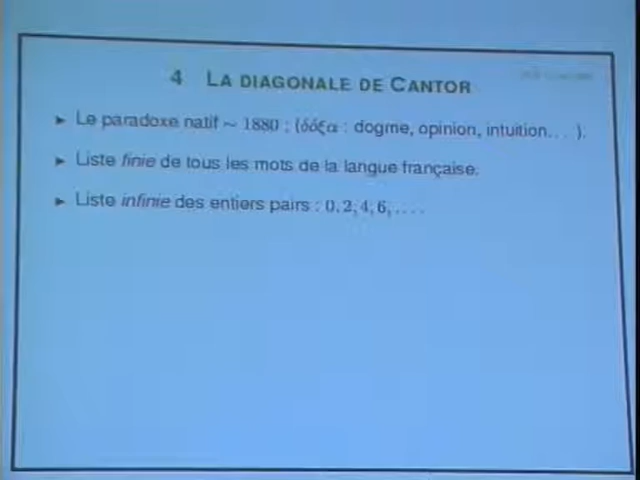 4 LA DIAGONALE DE CANTOR
► Le paradoxe natif ∼ 1880 : (δόξα : dogme, opinion, intuition. . . ).
► Liste finie de tous les mots de la langue française.
► Liste infinie des entiers pairs : 0, 2, 4, 6, . . . .